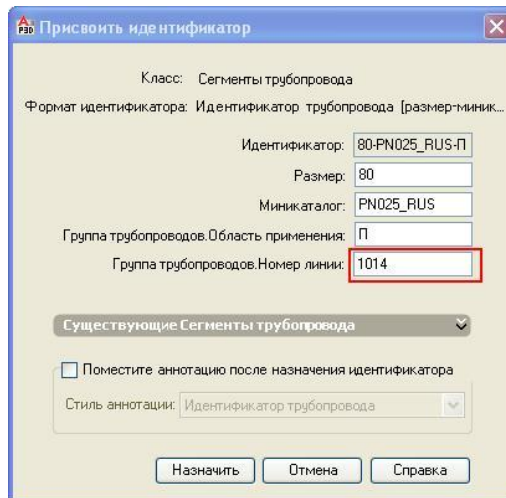 P3D Присвоить идентификатор
Класс: Сегменты трубопровода
Формат идентификатора: Идентификатор трубопровода [размер-миник...
Идентификатор: 80-PN025_RUS-П
Размер: 80
Миникаталог: PN025_RUS
Группа трубопроводов.Область применения: П
Группа трубопроводов.Номер линии: 1014
Существующие Сегменты трубопровода
Поместите аннотацию после назначения идентификатора
Стиль аннотации: Идентификатор трубопровода
Назначить Отмена Справка